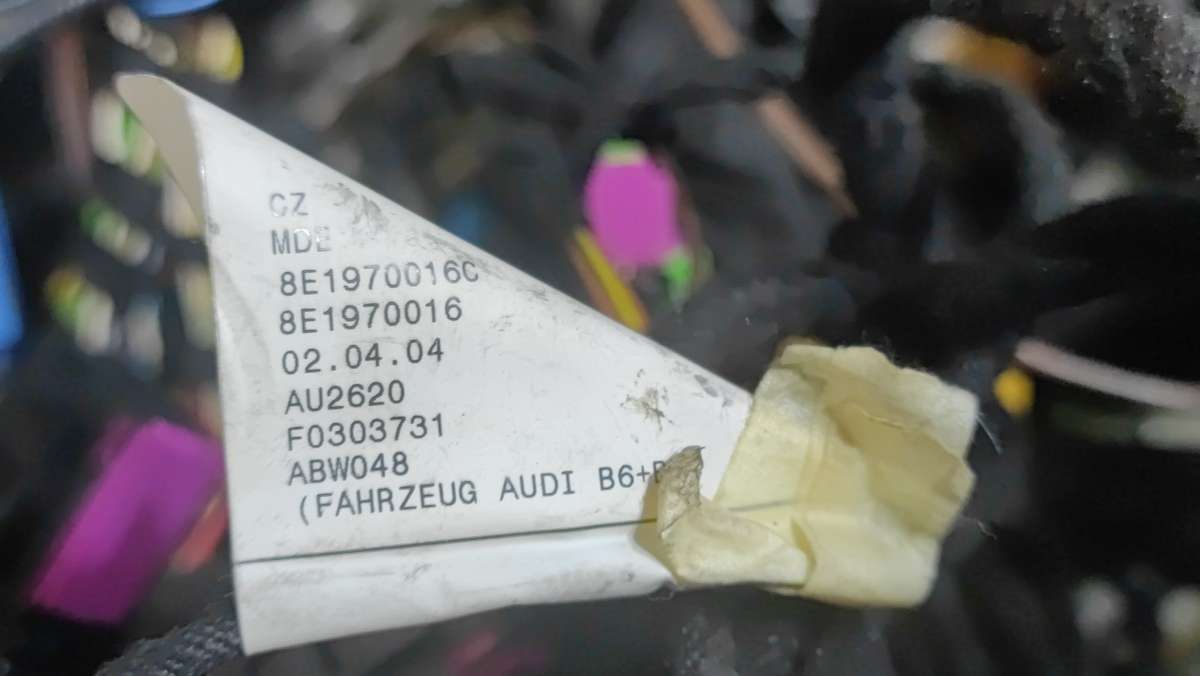 CZ
MDE
8E1970016C
8E1970016
02.04.04
AU2620
F0303731
ABW048
(FAHRZEUG AUDI B6+